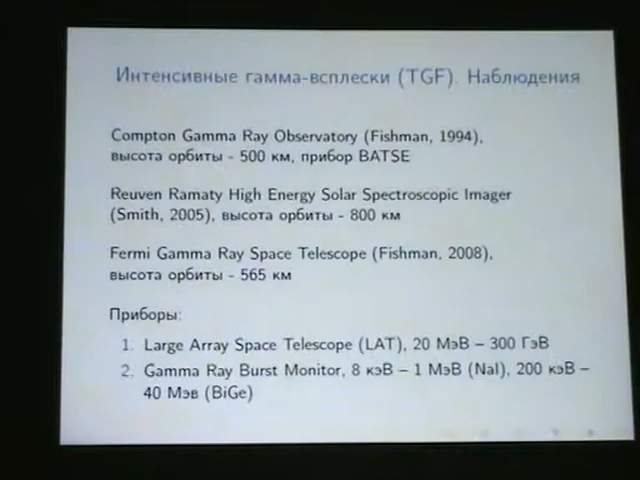 Интенсивные гамма-всплески (TGF). Наблюдения
Compton Gamma Ray Observatory (Fishman, 1994),
высота орбиты - 500 км, прибор BATSE
Reuven Ramaty High Energy Solar Spectroscopic Imager
(Smith, 2005), высота орбиты - 800 км
Fermi Gamma Ray Space Telescope (Fishman, 2008),
высота орбиты - 565 км
Приборы:
1. Large Array Space Telescope (LAT), 20 МэВ – 300 ГэВ
2. Gamma Ray Burst Monitor, 8 кэВ – 1 МэВ (NaI), 200 кэВ –
40 Мэв (BiGe)